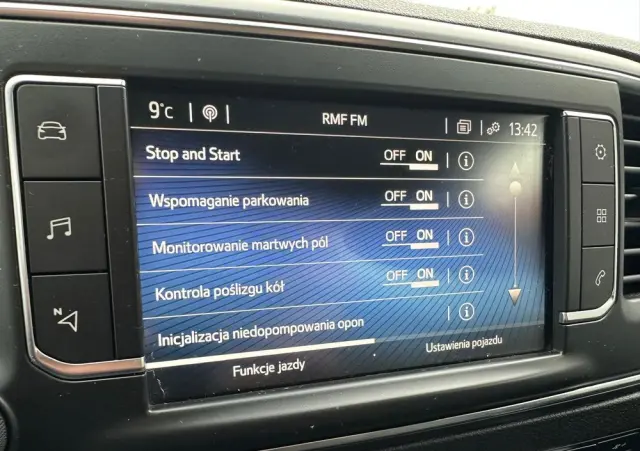 9°C RMF FM 13:42
Stop and Start OFF ON i
Wspomaganie parkowania OFF ON i
Monitorowanie martwych pól OFF ON i
Kontrola poślizgu kół OFF ON i
Inicjalizacja niedopompowania opon i
Funkcje jazdy Ustawienia pojazdu
N